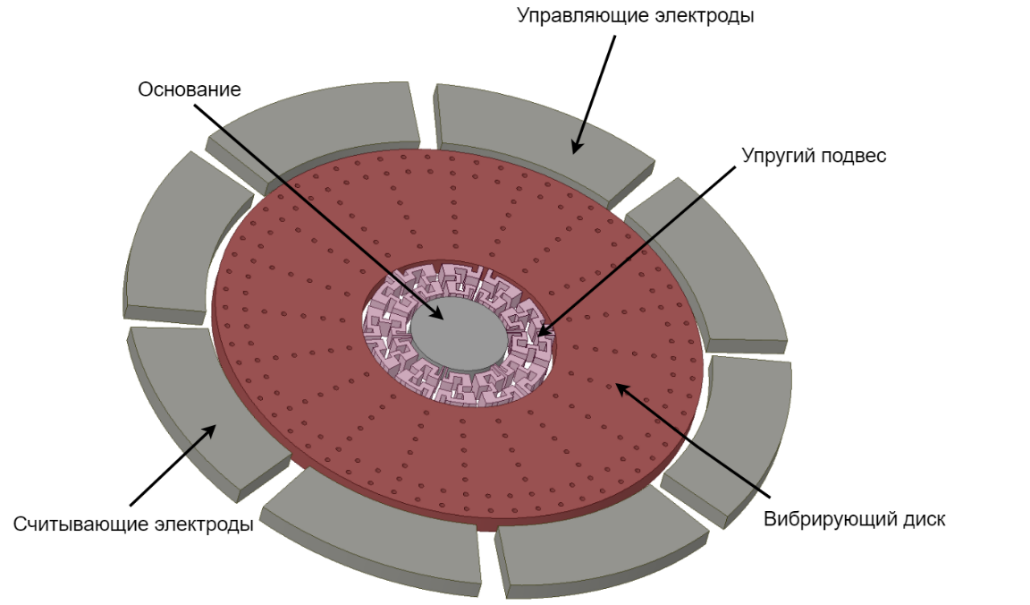 Управляющие электроды
Основание
Упругий подвес
Считывающие электроды
Вибрирующий диск